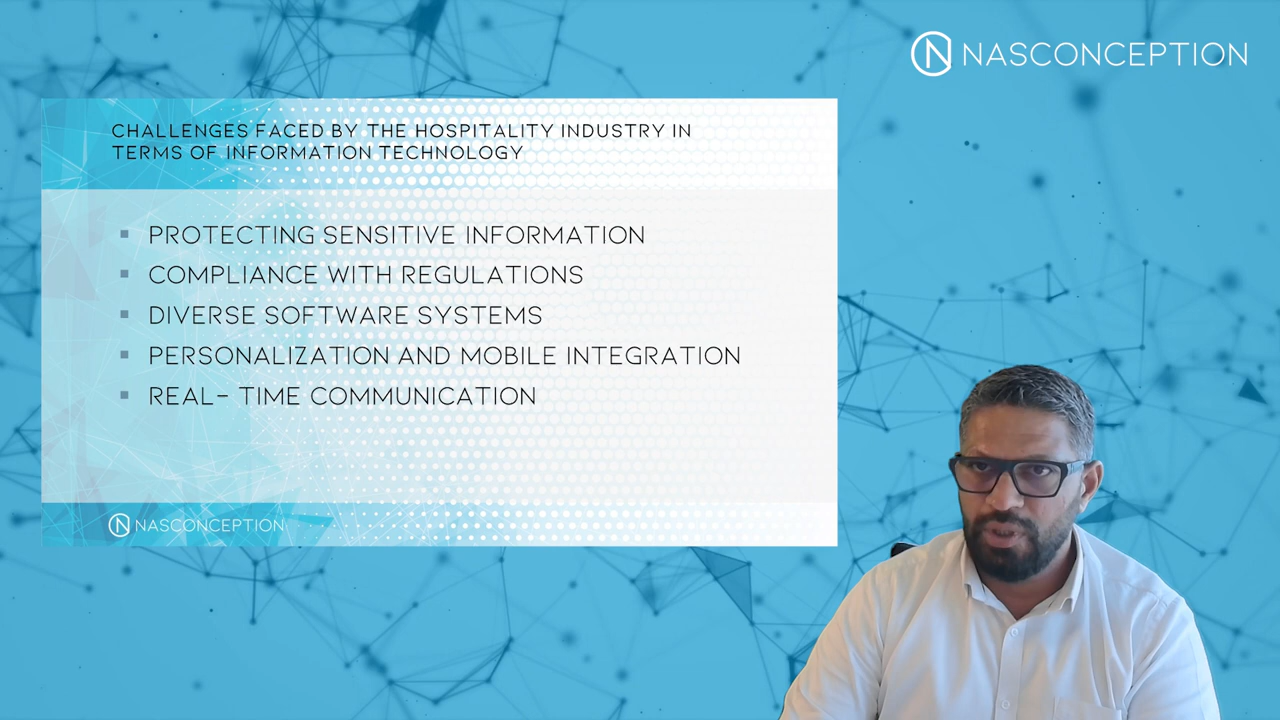 NASCONCEPTION
CHALLENGES FACED BY THE HOSPITALITY INDUSTRY IN
TERMS OF INFORMATION TECHNOLOGY
PROTECTING SENSITIVE INFORMATION
COMPLIANCE WITH REGULATIONS
DIVERSE SOFTWARE SYSTEMS
PERSONALIZATION AND MOBILE INTEGRATION
REAL- TIME COMMUNICATION
NASCONCEPTION